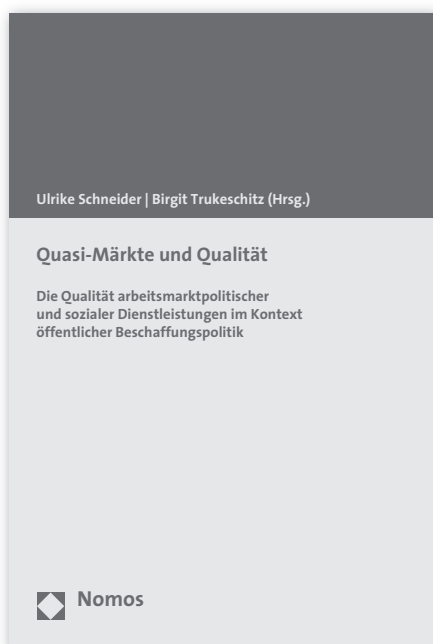 Ulrike Schneider | Birgit Trukeschitz (Hrsg.)
Quasi-Märkte und Qualität
Die Qualität arbeitsmarktpolitischer
und sozialer Dienstleistungen im Kontext
öffentlicher Beschaffungspolitik
Nomos